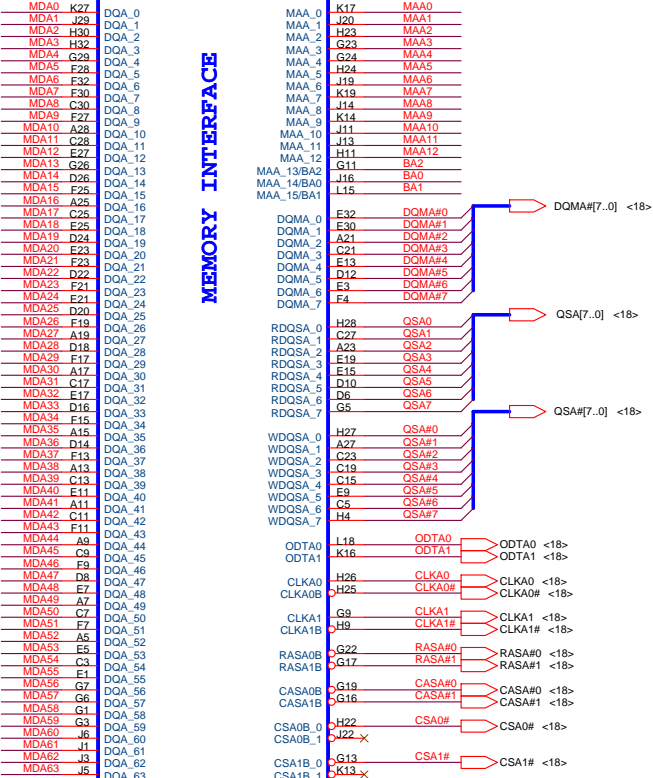 MDA0 K27 DQA_0
MDA1 J29 DQA_1
MDA2 H30 DQA_2
MDA3 H32 DQA_3
MDA4 G29 DQA_4
MDA5 F28 DQA_5
MDA6 F32 DQA_6
MDA7 F30 DQA_7
MDA8 C30 DQA_8
MDA9 F27 DQA_9
MDA10 A28 DQA_10
MDA11 C28 DQA_11
MDA12 E27 DQA_12
MDA13 G26 DQA_13
MDA14 D26 DQA_14
MDA15 F25 DQA_15
MDA16 A25 DQA_16
MDA17 C25 DQA_17
MDA18 E25 DQA_18
MDA19 D24 DQA_19
MDA20 E23 DQA_20
MDA21 F23 DQA_21
MDA22 D22 DQA_22
MDA23 F21 DQA_23
MDA24 E21 DQA_24
MDA25 D20 DQA_25
MDA26 F19 DQA_26
MDA27 A19 DQA_27
MDA28 D18 DQA_28
MDA29 F17 DQA_29
MDA30 A17 DQA_30
MDA31 C17 DQA_31
MDA32 E17 DQA_32
MDA33 D16 DQA_33
MDA34 F15 DQA_34
MDA35 A15 DQA_35
MDA36 D14 DQA_36
MDA37 F13 DQA_37
MDA38 A13 DQA_38
MDA39 C13 DQA_39
MDA40 E11 DQA_40
MDA41 A11 DQA_41
MDA42 C11 DQA_42
MDA43 F11 DQA_43
MDA44 A9 DQA_44
MDA45 C9 DQA_45
MDA46 F9 DQA_46
MDA47 D8 DQA_47
MDA48 E7 DQA_48
MDA49 A7 DQA_49
MDA50 C7 DQA_50
MDA51 F7 DQA_51
MDA52 A5 DQA_52
MDA53 E5 DQA_53
MDA54 C3 DQA_54
MDA55 E1 DQA_55
MDA56 G7 DQA_56
MDA57 G6 DQA_57
MDA58 G1 DQA_58
MDA59 G3 DQA_59
MDA60 J6 DQA_60
MDA61 J1 DQA_61
MDA62 J3 DQA_62
MDA63 J5 DQA_63
MEMORY INTERFACE
MAA_0 K17 MAA0
MAA_1 J20 MAA1
MAA_2 H23 MAA2
MAA_3 G23 MAA3
MAA_4 G24 MAA4
MAA_5 H24 MAA5
MAA_6 J19 MAA6
MAA_7 K19 MAA7
MAA_8 J14 MAA8
MAA_9 K14 MAA9
MAA_10 J11 MAA10
MAA_11 J13 MAA11
MAA_12 H11 MAA12
MAA_13/BA2 G11 BA2
MAA_14/BA0 J16 BA0
MAA_15/BA1 L15 BA1
DQMA#[7..0] <18>
DQMA_0 E32 DQMA#0
DQMA_1 E30 DQMA#1
DQMA_2 A21 DQMA#2
DQMA_3 C21 DQMA#3
DQMA_4 E13 DQMA#4
DQMA_5 D12 DQMA#5
DQMA_6 E3 DQMA#6
DQMA_7 F4 DQMA#7
QSA[7..0] <18>
RDQSA_0 H28 QSA0
RDQSA_1 C27 QSA1
RDQSA_2 A23 QSA2
RDQSA_3 E19 QSA3
RDQSA_4 E15 QSA4
RDQSA_5 D10 QSA5
RDQSA_6 D6 QSA6
RDQSA_7 G5 QSA7
QSA#[7..0] <18>
WDQSA_0 H27 QSA#0
WDQSA_1 A27 QSA#1
WDQSA_2 C23 QSA#2
WDQSA_3 C19 QSA#3
WDQSA_4 C15 QSA#4
WDQSA_5 E9 QSA#5
WDQSA_6 C5 QSA#6
WDQSA_7 H4 QSA#7
ODTA0 L18 ODTA0 ODTA0 <18>
ODTA1 K16 ODTA1 ODTA1 <18>
CLKA0 H26 CLKA0 CLKA0 <18>
CLKA0B H25 CLKA0# CLKA0# <18>
CLKA1 G9 CLKA1 CLKA1 <18>
CLKA1B H9 CLKA1# CLKA1# <18>
RASA0B G22 RASA#0 RASA#0 <18>
RASA1B G17 RASA#1 RASA#1 <18>
CASA0B G19 CASA#0 CASA#0 <18>
CASA1B G16 CASA#1 CASA#1 <18>
CSA0B_0 H22 CSA0# CSA0# <18>
CSA0B_1 J22
CSA1B_0 G13 CSA1# CSA1# <18>
CSA1B_1 K13